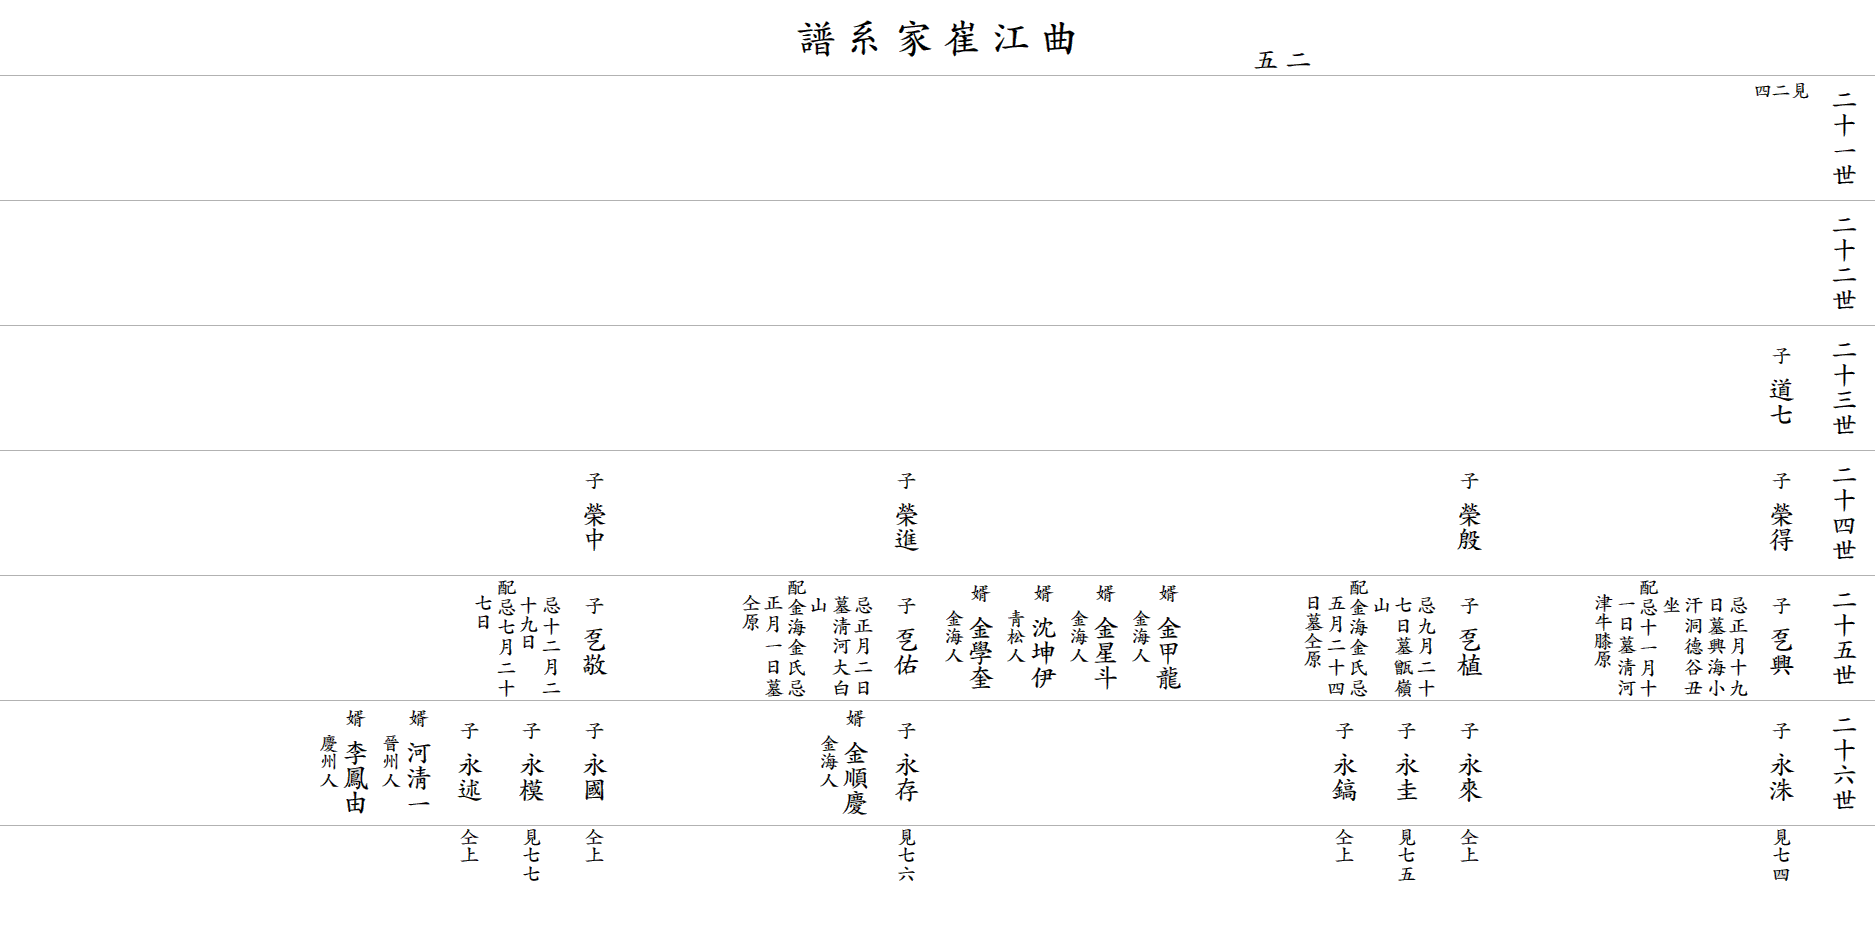 曲江崔家系譜
二五
二十一世
見二四
二十二世
二十三世
子 道七
二十四世
子 榮得
子 榮殷
子 榮進
子 榮中
二十五世
子 乭興
忌正月十九
日墓興海小
汗洞德谷丑
坐
配忌十一月十
一日墓清河
津牛膝原
子 乭植
忌九月二十
七日墓甑嶺
山
配金海金氏忌
五月二十四
日墓仝原
婿 金甲龍
金海人
婿 金星斗
金海人
婿 沈坤伊
青松人
婿 金學奎
金海人
子 乭佑
忌正月二日
墓清河大白
山
配金海金氏忌
正月一日墓
仝原
子 乭敬
忌十二月二
十九日
配忌七月二十
七日
二十六世
子 永洙
子 永來
子 永圭
子 永鎬
子 永存
婿 金順慶
金海人
子 永國
子 永模
子 永述
婿 河清一
晉州人
婿 李鳳由
慶州人
見七四
仝上
見七五
仝上
見七六
仝上
見七七
仝上